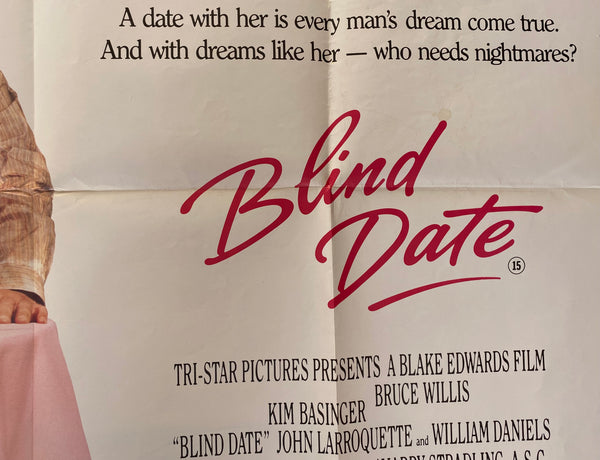 A date with her is every man's dream come true.
And with dreams like her — who needs nightmares?
Blind
Date
15
TRI-STAR PICTURES PRESENTS A BLAKE EDWARDS FILM
BRUCE WILLIS
KIM BASINGER
"BLIND DATE" JOHN LARROQUETTE and WILLIAM DANIELS
HARRY STRADLING, A.S.C.